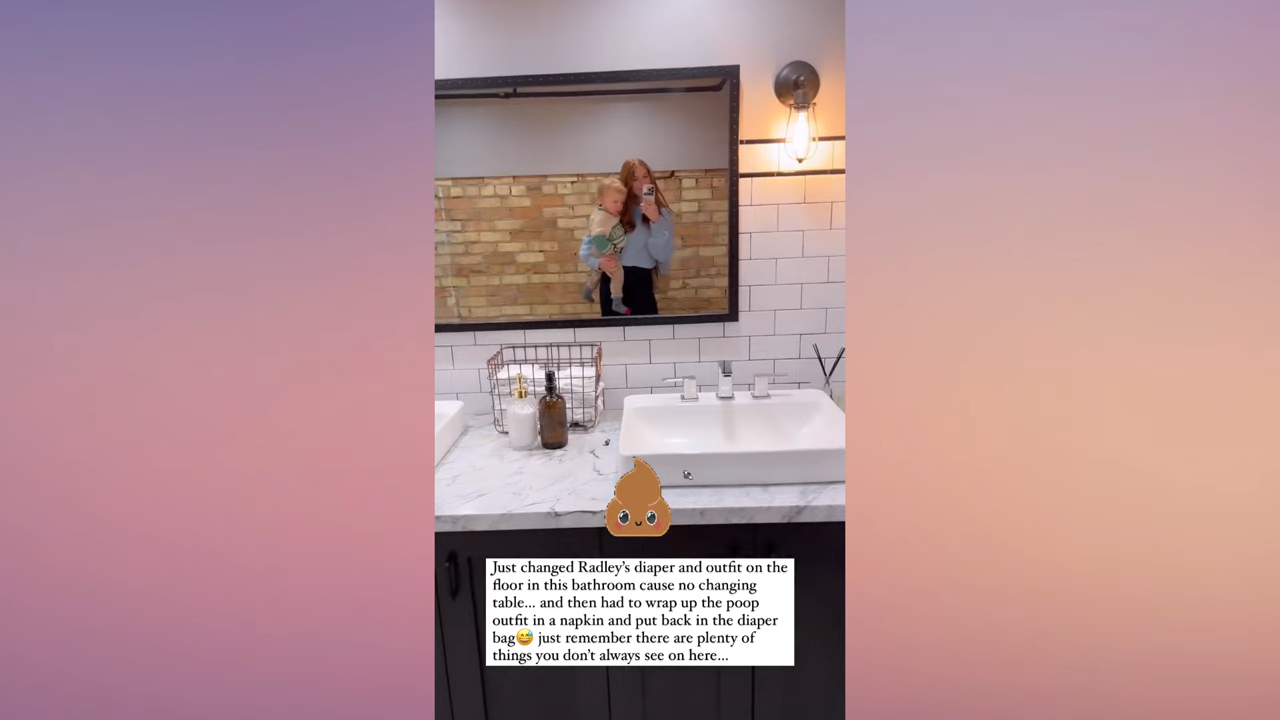 Just changed Radley’s diaper and outfit on the
floor in this bathroom cause no changing
table... and then had to wrap up the poop
outfit in a napkin and put back in the diaper
bag😅 just remember there are plenty of
things you don’t always see on here...